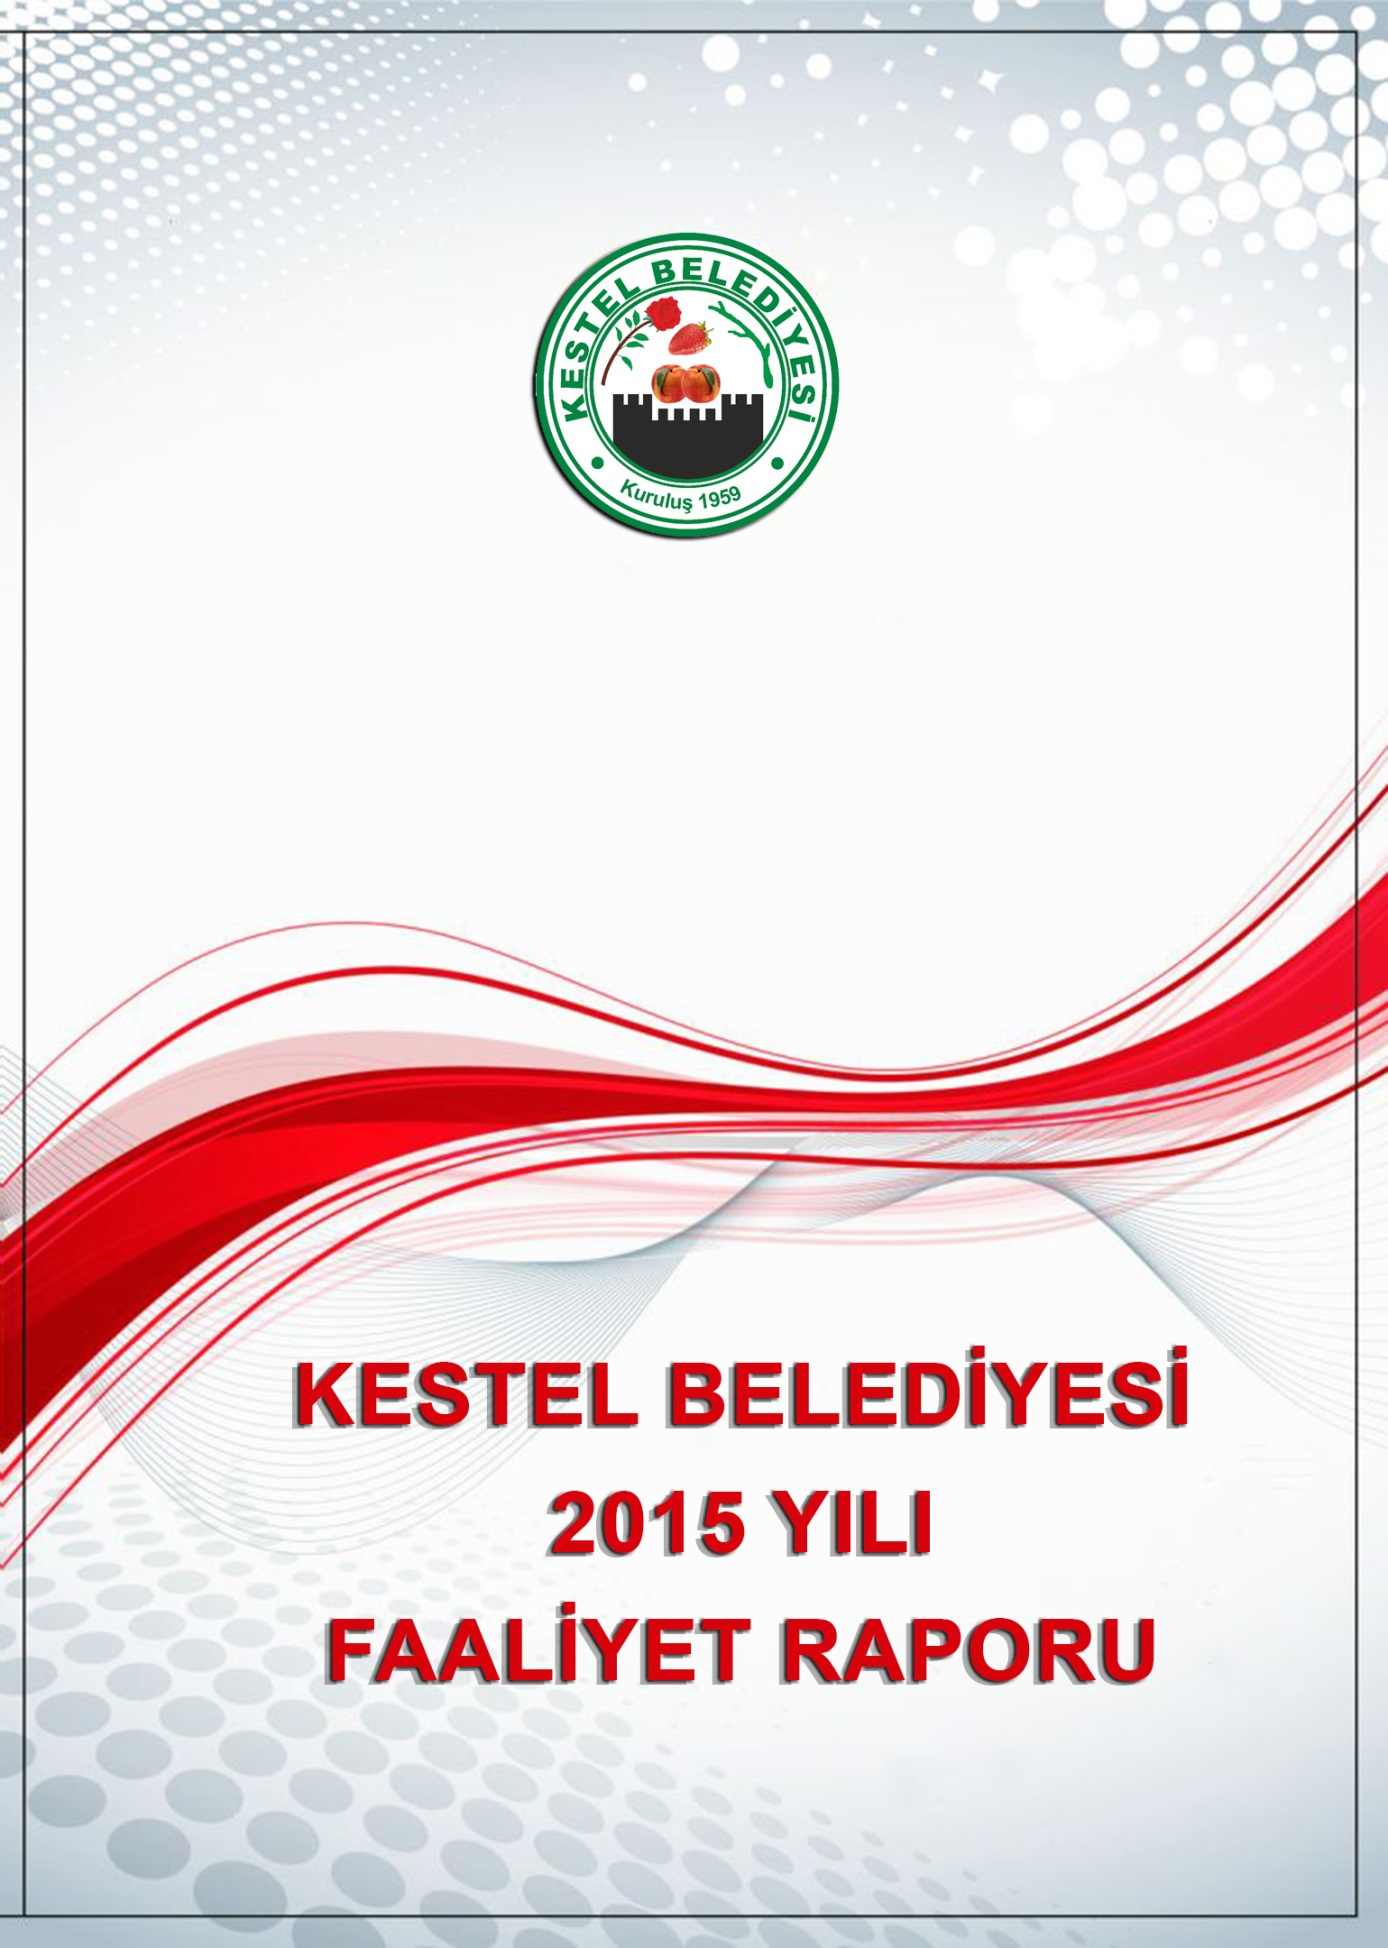 KESTEL BELEDİYESİ
Kuruluş 1959
KESTEL BELEDİYESİ
2015 YILI
FAALİYET RAPORU